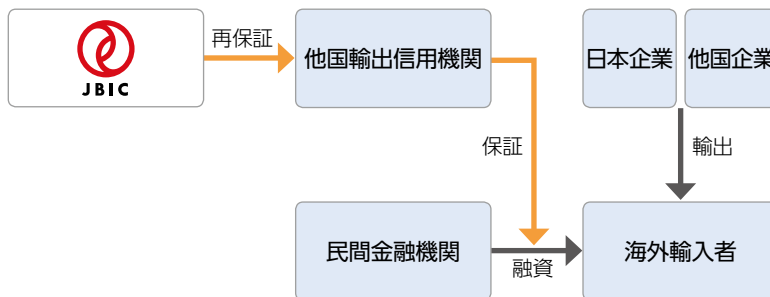 JBIC
再保証
他国輸出信用機関
日本企業
他国企業
保証
輸出
民間金融機関
融資
海外輸入者